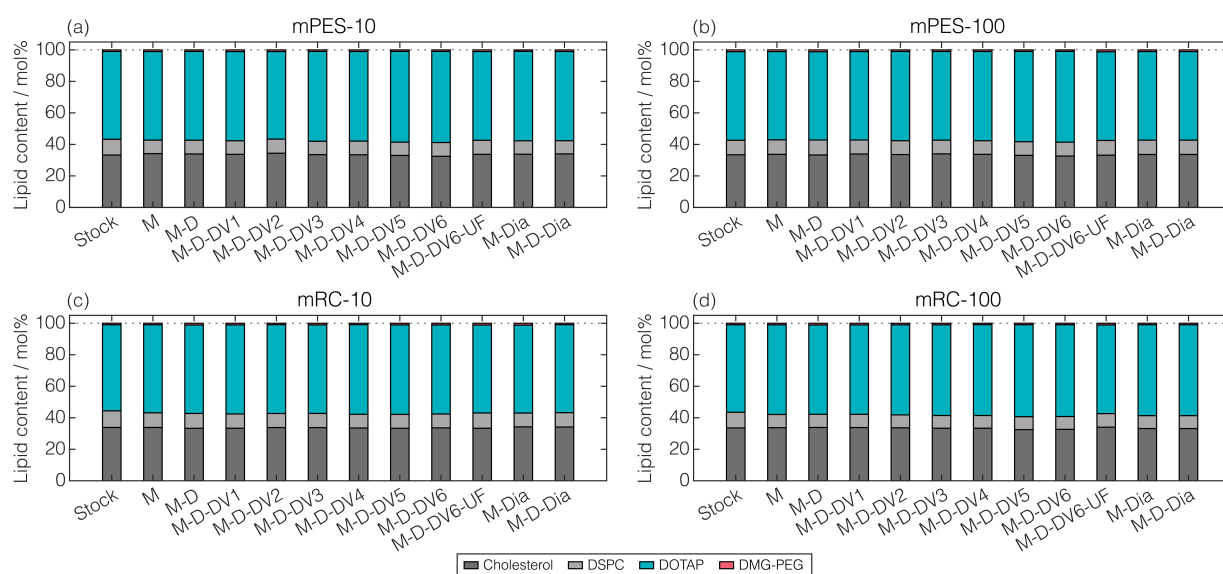 (a) mPES-10
Lipid content / mol%
100
80
60
40
20
0
Stock M M-D M-D-DV1 M-D-DV2 M-D-DV3 M-D-DV4 M-D-DV5 M-D-DV6 M-D-DV6-UF M-Dia M-D-Dia
(b) mPES-100
Lipid content / mol%
100
80
60
40
20
0
Stock M M-D M-D-DV1 M-D-DV2 M-D-DV3 M-D-DV4 M-D-DV5 M-D-DV6 M-D-DV6-UF M-Dia M-D-Dia
(c) mRC-10
Lipid content / mol%
100
80
60
40
20
0
Stock M M-D M-D-DV1 M-D-DV2 M-D-DV3 M-D-DV4 M-D-DV5 M-D-DV6 M-D-DV6-UF M-Dia M-D-Dia
(d) mRC-100
Lipid content / mol%
100
80
60
40
20
0
Stock M M-D M-D-DV1 M-D-DV2 M-D-DV3 M-D-DV4 M-D-DV5 M-D-DV6 M-D-DV6-UF M-Dia M-D-Dia
Cholesterol DSPC DOTAP DMG-PEG